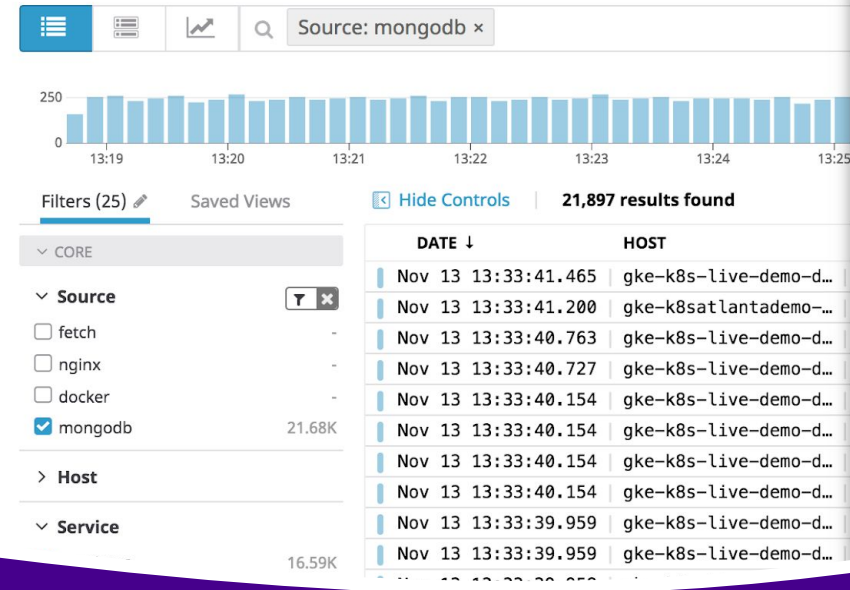 Source: mongodb ×
250
0
13:19 13:20 13:21 13:22 13:23 13:24 13:25
Filters (25) Saved Views
Hide Controls 21,897 results found
CORE
DATE ↓ HOST
Source
fetch -
nginx -
docker -
mongodb 21.68K
Host
Service
16.59K
Nov 13 13:33:41.465 gke-k8s-live-demo-d…
Nov 13 13:33:41.200 gke-k8satlantademo-…
Nov 13 13:33:40.763 gke-k8s-live-demo-d…
Nov 13 13:33:40.727 gke-k8s-live-demo-d…
Nov 13 13:33:40.154 gke-k8s-live-demo-d…
Nov 13 13:33:40.154 gke-k8s-live-demo-d…
Nov 13 13:33:40.154 gke-k8s-live-demo-d…
Nov 13 13:33:40.154 gke-k8s-live-demo-d…
Nov 13 13:33:39.959 gke-k8s-live-demo-d…
Nov 13 13:33:39.959 gke-k8s-live-demo-d…